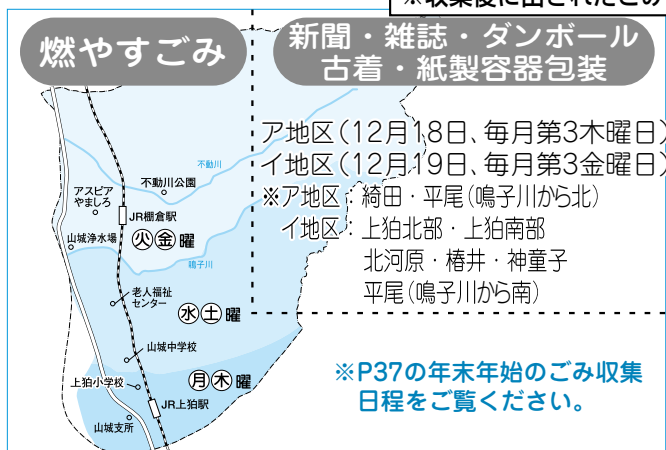 ※収集後に出されたごみ
燃やすごみ
新聞・雑誌・ダンボール
古着・紙製容器包装
ア地区(12月18日、毎月第3木曜日)
イ地区(12月19日、毎月第3金曜日)
※ア地区:綺田・平尾(鳴子川から北)
イ地区:上狛北部・上狛南部
北河原・椿井・神童子
平尾(鳴子川から南)
※P37の年末年始のごみ収集
日程をご覧ください。
不動川
不動川公園
アスピア
やましろ
JR棚倉駅
山城浄水場
火金曜
鳴子川
老人福祉
センター
水土曜
山城中学校
上狛小学校
月木曜
JR上狛駅
山城支所